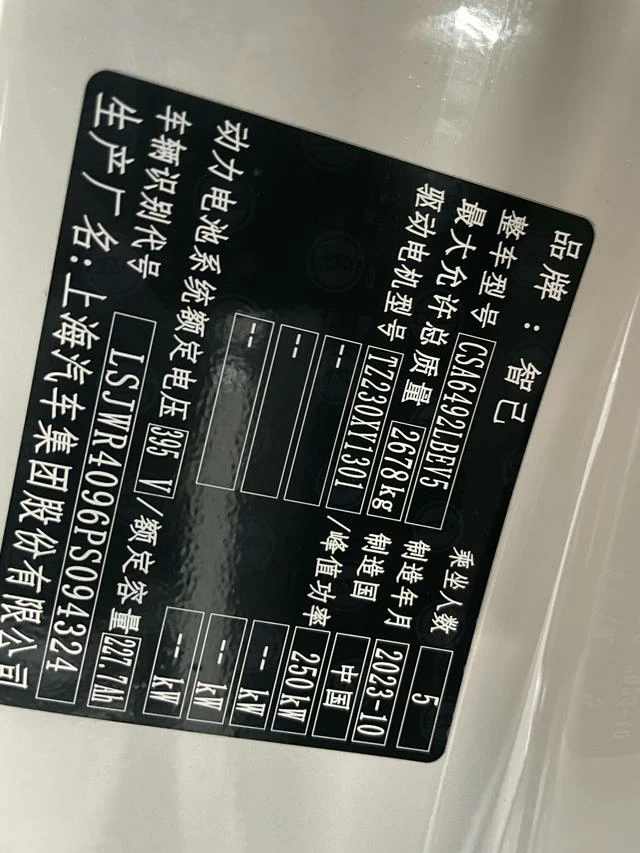 品牌：智己
整车型号 CSA6492LBEV5 乘坐人数 5
最大允许总质量 2678kg 制造年月 2023-10
驱动电机型号 TZ230XY1301 制造国 中国
-- /峰值功率 250kW
-- -- kW
-- -- kW
-- kW
动力电池系统额定电压 395 V/额定容量 227.7Ah
车辆识别代号 LSJWR4096PS094324
生产厂名:上海汽车集团股份有限公司